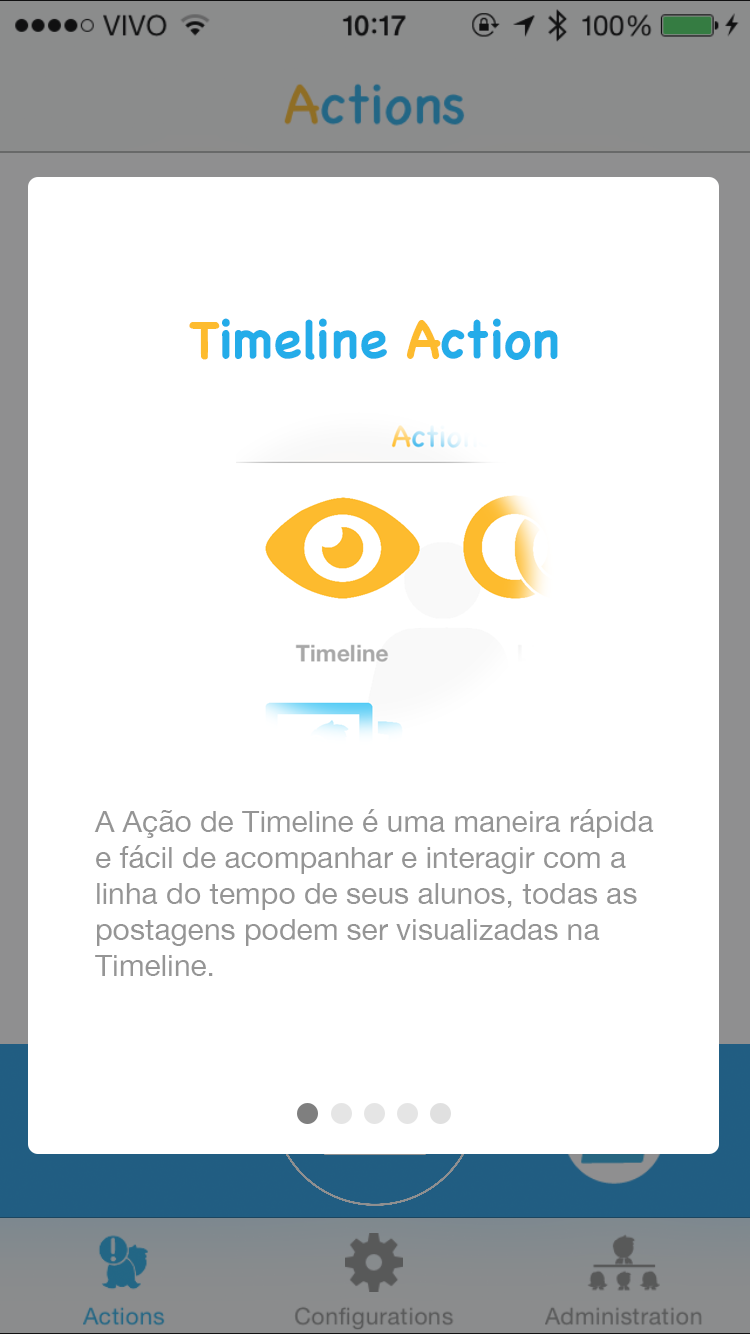 VIVO 10:17 100%
Actions
Timeline Action
Actio
Timeline
A Ação de Timeline é uma maneira rápida
e fácil de acompanhar e interagir com a
linha do tempo de seus alunos, todas as
postagens podem ser visualizadas na
Timeline.
Actions Configurations Administration